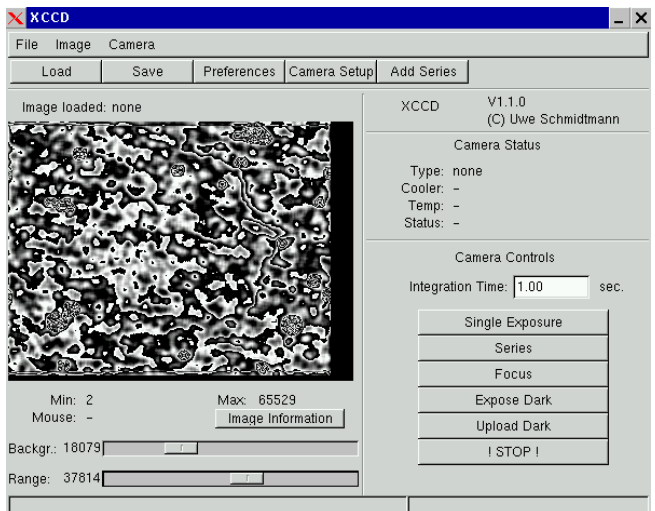 XCCD
File Image Camera
Load Save Preferences Camera Setup Add Series
Image loaded: none
XCCD V1.1.0
(C) Uwe Schmidtmann
Camera Status
Type: none
Cooler: -
Temp: -
Status: -
Camera Controls
Integration Time: 1.00 sec.
Single Exposure
Series
Focus
Expose Dark
Upload Dark
! STOP !
Min: 2 Max: 65529
Mouse: - Image Information
Backgr.: 18079
Range: 37814